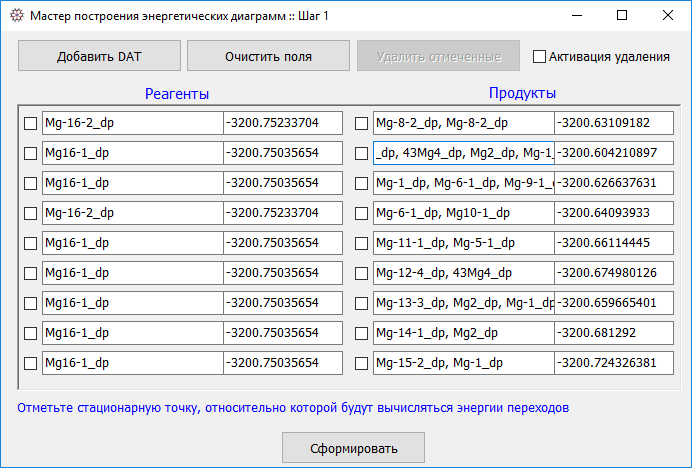 Мастер построения энергетических диаграмм :: Шаг 1
Добавить DAT Очистить поля Удалить отмеченные Активация удаления
Реагенты Продукты
Mg-16-2_dp -3200.75233704 Mg-8-2_dp, Mg-8-2_dp -3200.63109182
Mg16-1_dp -3200.75035654 _dp, 43Mg4_dp, Mg2_dp, Mg-1_ -3200.604210897
Mg16-1_dp -3200.75035654 Mg-1_dp, Mg-6-1_dp, Mg-9-1_d -3200.626637631
Mg-16-2_dp -3200.75233704 Mg-6-1_dp, Mg10-1_dp -3200.64093933
Mg16-1_dp -3200.75035654 Mg-11-1_dp, Mg-5-1_dp -3200.66114445
Mg16-1_dp -3200.75035654 Mg-12-4_dp, 43Mg4_dp -3200.674980126
Mg16-1_dp -3200.75035654 Mg-13-3_dp, Mg2_dp, Mg-1_dp -3200.659665401
Mg16-1_dp -3200.75035654 Mg-14-1_dp, Mg2_dp -3200.681292
Mg16-1_dp -3200.75035654 Mg-15-2_dp, Mg-1_dp -3200.724326381
Отметьте стационарную точку, относительно которой будут вычисляться энергии переходов
Сформировать